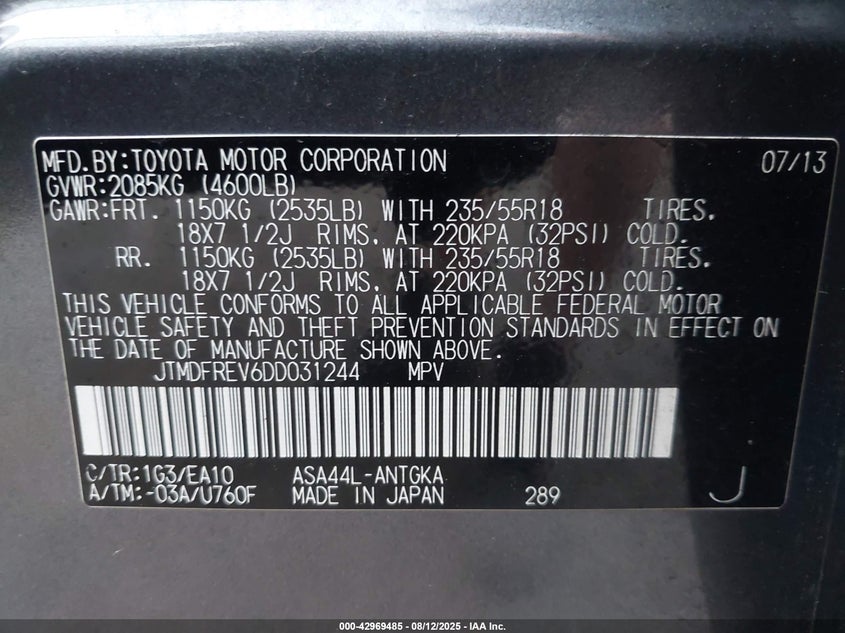 MFD.BY:TOYOTA MOTOR CORPORATION 07/13
GVWR:2085KG (4600LB)
GAWR:FRT. 1150KG (2535LB) WITH 235/55R18 TIRES.
18X7 1/2J RIMS, AT 220KPA (32PSI) COLD.
RR. 1150KG (2535LB) WITH 235/55R18 TIRES.
18X7 1/2J RIMS, AT 220KPA (32PSI) COLD.
THIS VEHICLE CONFORMS TO ALL APPLICABLE FEDERAL MOTOR
VEHICLE SAFETY AND THEFT PREVENTION STANDARDS IN EFFECT ON
THE DATE OF MANUFACTURE SHOWN ABOVE.
JTMDFREV6DD031244 MPV
C/TR:1G3/EA10 ASA44L-ANTGKA
A/TM:-03A/U760F MADE IN JAPAN 289 J
000-42969485 - 08/12/2025 - IAA Inc.